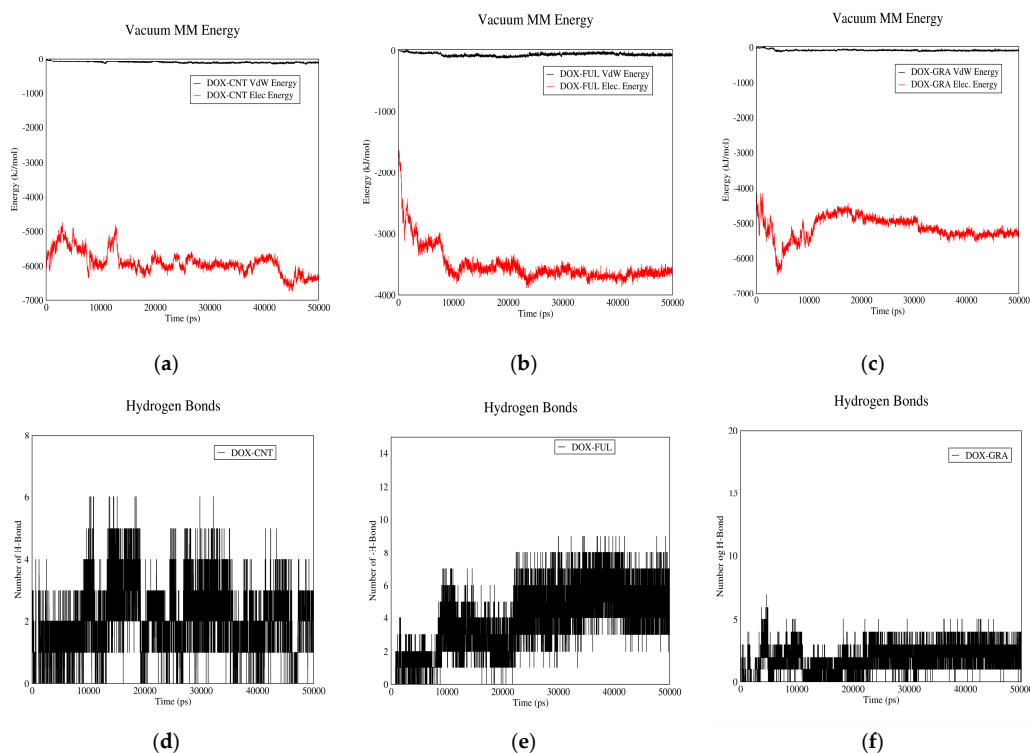 Vacuum MM Energy
0
-1000
-2000
-3000
-4000
-5000
-6000
-7000
Energy (kJ/mol)
DOX-CNT VdW Energy
DOX-CNT Elec Energy
0
10000
20000
30000
40000
50000
Time (ps)
(a)
Vacuum MM Energy
0
-1000
-2000
-3000
-4000
Energy (kJ/mol)
DOX-FUL VdW Energy
DOX-FUL Elec. Energy
0
10000
20000
30000
40000
50000
Time (ps)
(b)
Vacuum MM Energy
0
-1000
-2000
-3000
-4000
-5000
-6000
-7000
Energy (kJ/mol)
DOX-GRA VdW Energy
DOX-GRA Elec. Energy
0
10000
20000
30000
40000
50000
Time (ps)
(c)
Hydrogen Bonds
8
6
4
2
0
Number of H-Bond
DOX-CNT
0
10000
20000
30000
40000
50000
Time (ps)
(d)
Hydrogen Bonds
14
12
10
8
6
4
2
0
Number of -H-Bond
DOX-FUL
0
10000
20000
30000
40000
50000
Time (ps)
(e)
Hydrogen Bonds
20
15
10
5
0
Number og H-Bond
DOX-GRA
0
10000
20000
30000
40000
50000
Time (ps)
(f)